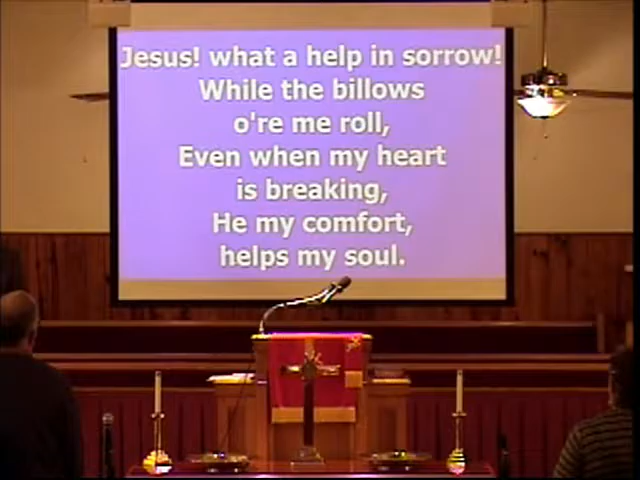 Jesus! what a help in sorrow!
While the billows
o're me roll,
Even when my heart
is breaking,
He my comfort,
helps my soul.